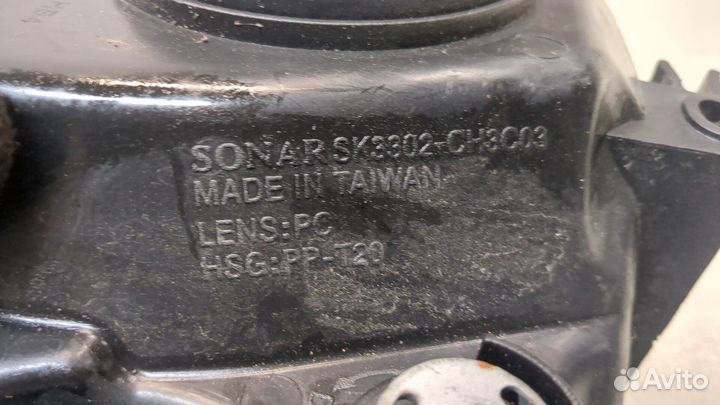 SONAR SK3302-CH3C03
MADE IN TAIWAN
LENS:PC
HSG:PP-T20
Avito